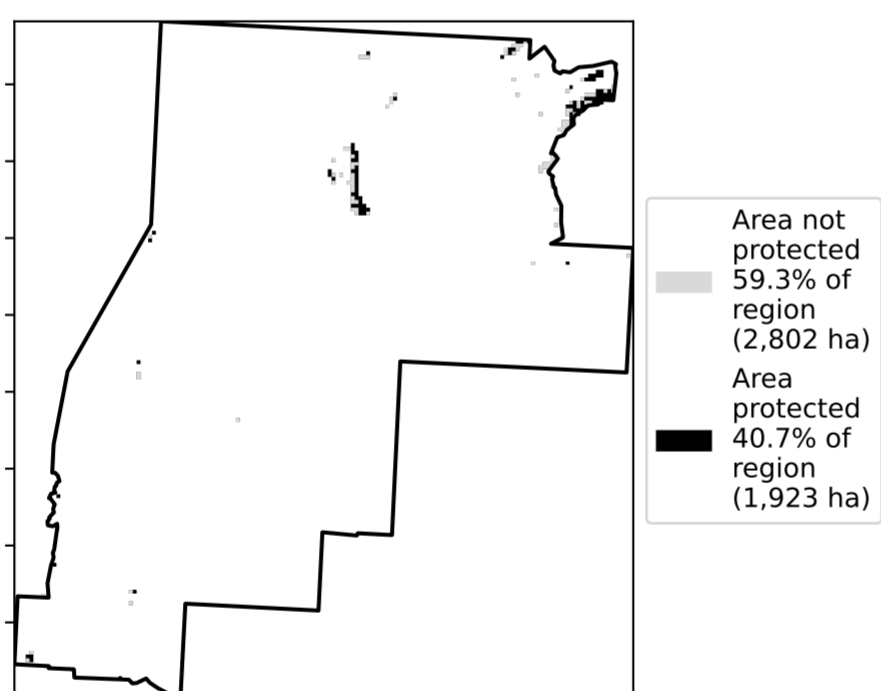 Area not
protected
59.3% of
region
(2,802 ha)
Area
protected
40.7% of
region
(1,923 ha)